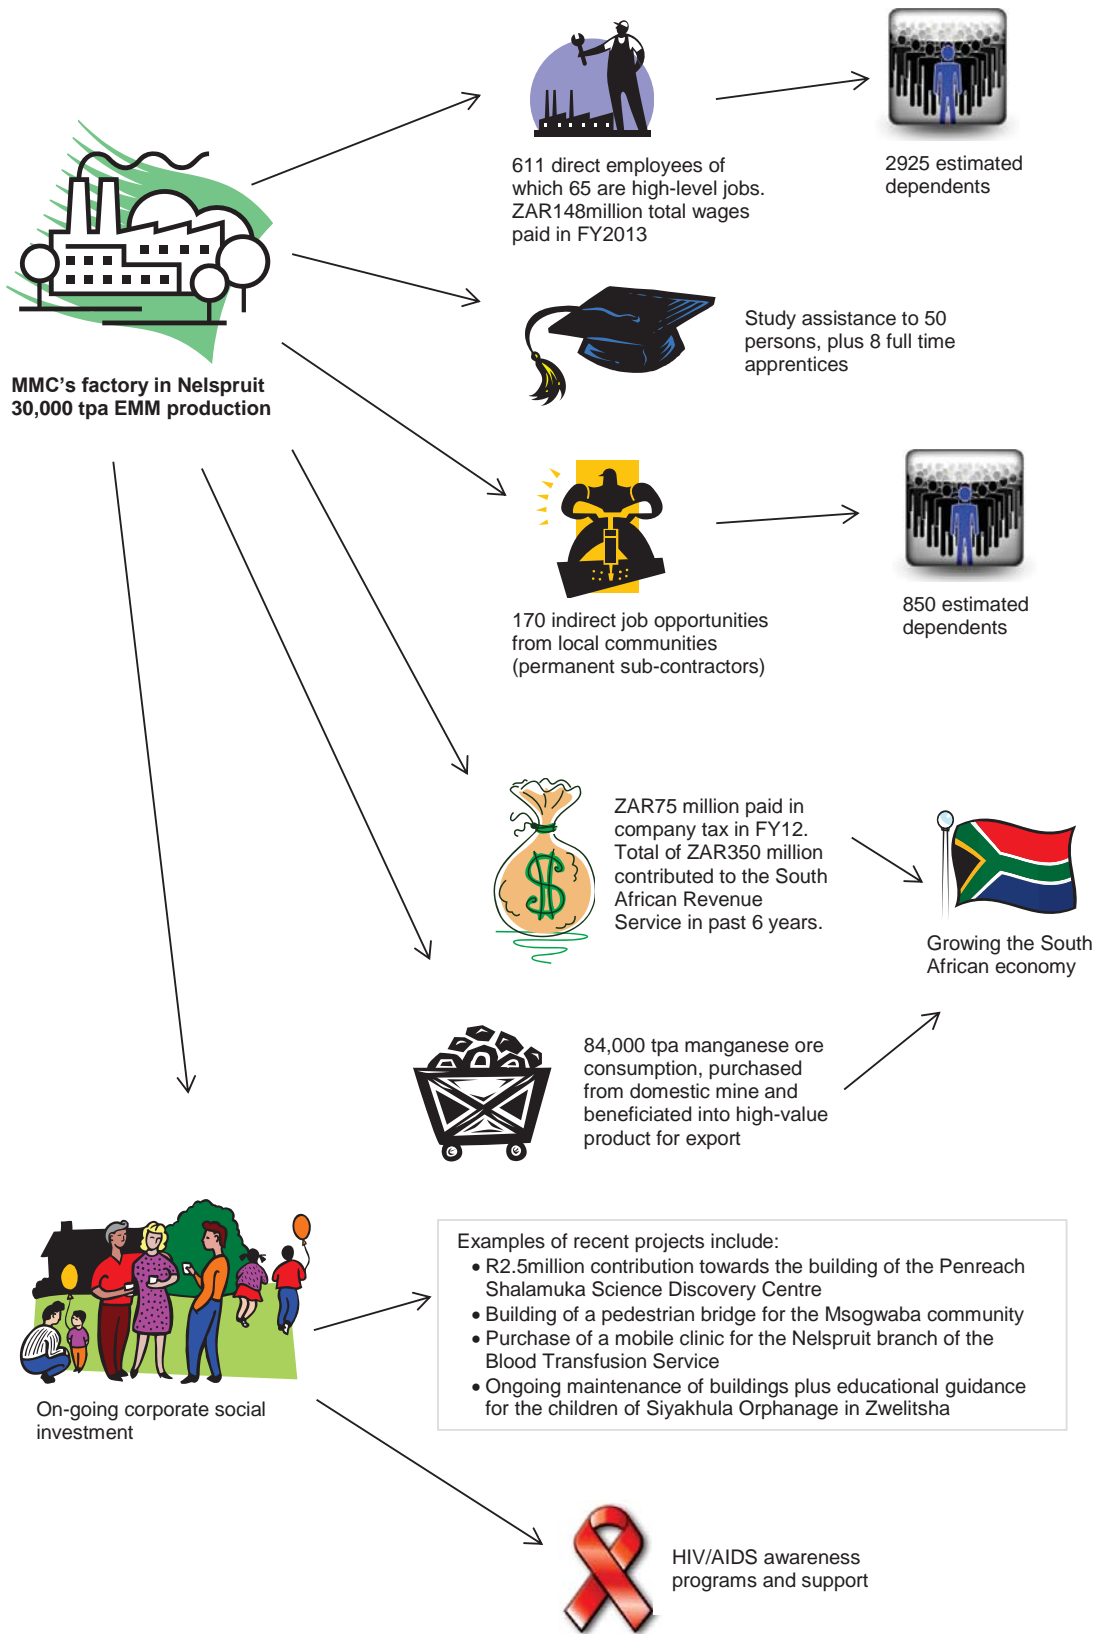 611 direct employees of
which 65 are high-level jobs.
ZAR148million total wages
paid in FY2013
2925 estimated
dependents
Study assistance to 50
persons, plus 8 full time
apprentices
MMC's factory in Nelspruit
30,000 tpa EMM production
170 indirect job opportunities
from local communities
(permanent sub-contractors)
850 estimated
dependents
$
ZAR75 million paid in
company tax in FY12.
Total of ZAR350 million
contributed to the South
African Revenue
Service in past 6 years.
Growing the South
African economy
84,000 tpa manganese ore
consumption, purchased
from domestic mine and
beneficiated into high-value
product for export
On-going corporate social
investment
Examples of recent projects include:
• R2.5million contribution towards the building of the Penreach
Shalamuka Science Discovery Centre
• Building of a pedestrian bridge for the Msogwaba community
• Purchase of a mobile clinic for the Nelspruit branch of the
Blood Transfusion Service
• Ongoing maintenance of buildings plus educational guidance
for the children of Siyakhula Orphanage in Zwelitsha
HIV/AIDS awareness
programs and support